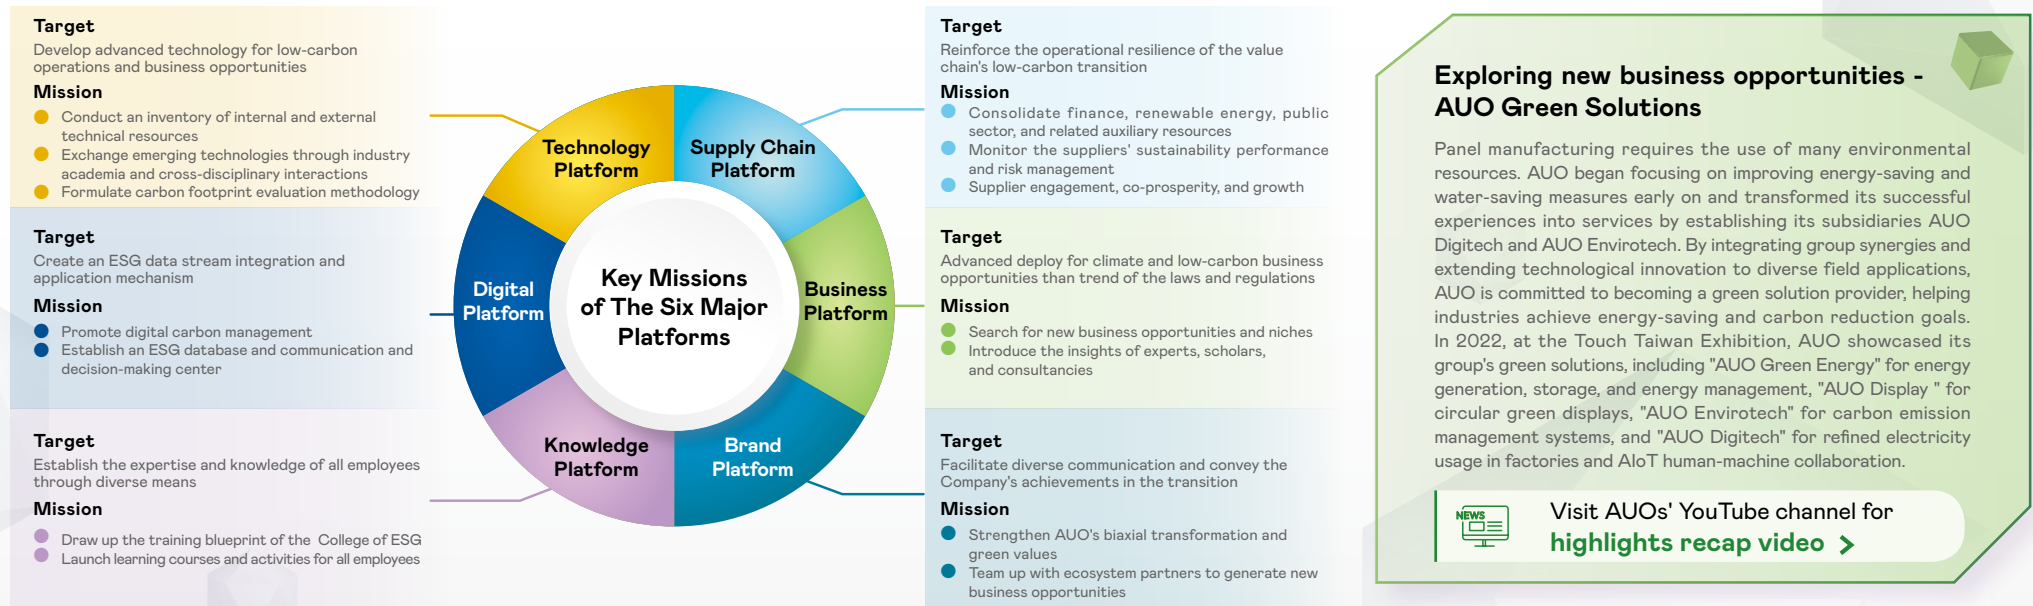 Target
Develop advanced technology for low-carbon
operations and business opportunities
Mission
Conduct an inventory of internal and external
technical resources
Exchange emerging technologies through industry
academia and cross-disciplinary interactions
Formulate carbon footprint evaluation methodology
Target
Create an ESG data stream integration and
application mechanism
Mission
Promote digital carbon management
Establish an ESG database and communication and
decision-making center
Target
Establish the expertise and knowledge of all employees
through diverse means
Mission
Draw up the training blueprint of the College of ESG
Launch learning courses and activities for all employees
Technology
Platform
Supply Chain
Platform
Digital
Platform
Key Missions
of The Six Major
Platforms
Business
Platform
Knowledge
Platform
Brand
Platform
Target
Reinforce the operational resilience of the value
chain's low-carbon transition
Mission
Consolidate finance, renewable energy, public
sector, and related auxiliary resources
Monitor the suppliers' sustainability performance
and risk management
Supplier engagement, co-prosperity, and growth
Target
Advanced deploy for climate and low-carbon business
opportunities than trend of the laws and regulations
Mission
Search for new business opportunities and niches
Introduce the insights of experts, scholars,
and consultancies
Target
Facilitate diverse communication and convey the
Company's achievements in the transition
Mission
Strengthen AUO's biaxial transformation and
green values
Team up with ecosystem partners to generate new
business opportunities
Exploring new business opportunities -
AUO Green Solutions
Panel manufacturing requires the use of many environmental
resources. AUO began focusing on improving energy-saving and
water-saving measures early on and transformed its successful
experiences into services by establishing its subsidiaries AUO
Digitech and AUO Envirotech. By integrating group synergies and
extending technological innovation to diverse field applications,
AUO is committed to becoming a green solution provider, helping
industries achieve energy-saving and carbon reduction goals.
In 2022, at the Touch Taiwan Exhibition, AUO showcased its
group's green solutions, including "AUO Green Energy" for energy
generation, storage, and energy management, "AUO Display " for
circular green displays, "AUO Envirotech" for carbon emission
management systems, and "AUO Digitech" for refined electricity
usage in factories and AIoT human-machine collaboration.
NEWS
Visit AUOs' YouTube channel for
highlights recap video >